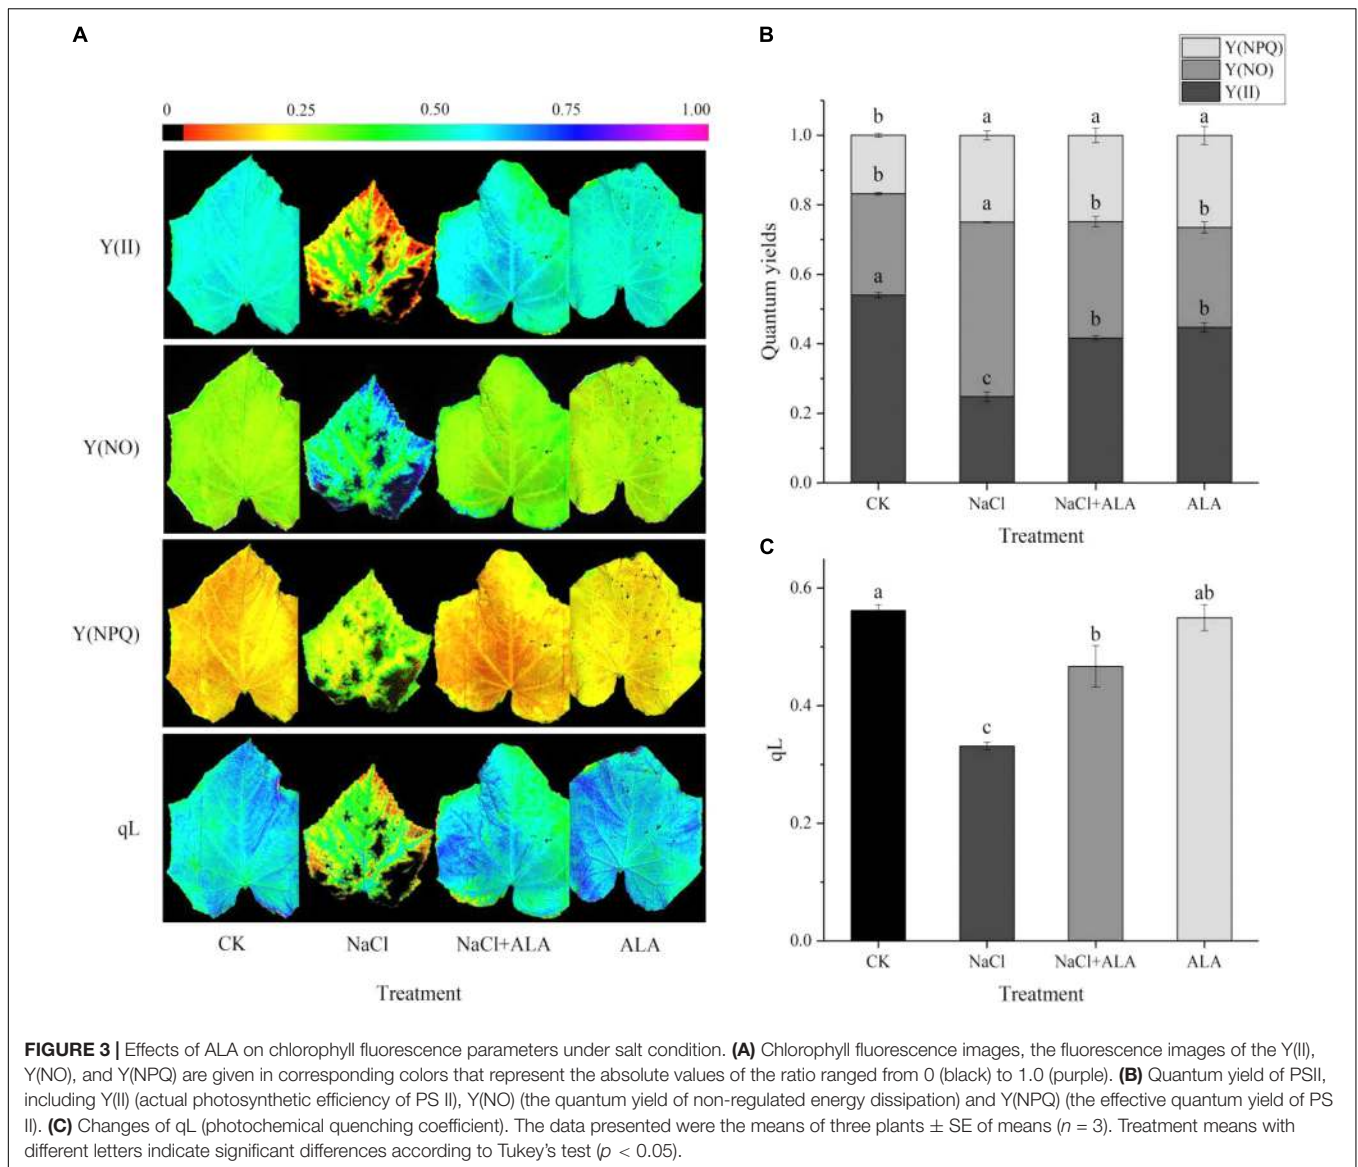 A
0 0.25 0.50 0.75 1.00
Y(II)
Y(NO)
Y(NPQ)
qL
CK NaCl NaCl+ALA ALA
Treatment
B
Y(NPQ)
Y(NO)
Y(II)
b a a a
1.0
b
a b b
0.8
0.6
a
b b
0.4
c
0.2
0.0
Quantum yields
CK NaCl NaCl+ALA ALA
Treatment
C
0.6
a ab
b
0.4
c
0.2
0.0
qL
CK NaCl NaCl+ALA ALA
Treatment
FIGURE 3 | Effects of ALA on chlorophyll fluorescence parameters under salt condition. (A) Chlorophyll fluorescence images, the fluorescence images of the Y(II),
Y(NO), and Y(NPQ) are given in corresponding colors that represent the absolute values of the ratio ranged from 0 (black) to 1.0 (purple). (B) Quantum yield of PSII,
including Y(II) (actual photosynthetic efficiency of PS II), Y(NO) (the quantum yield of non-regulated energy dissipation) and Y(NPQ) (the effective quantum yield of PS
II). (C) Changes of qL (photochemical quenching coefficient). The data presented were the means of three plants ± SE of means (n = 3). Treatment means with
different letters indicate significant differences according to Tukey's test (p < 0.05).